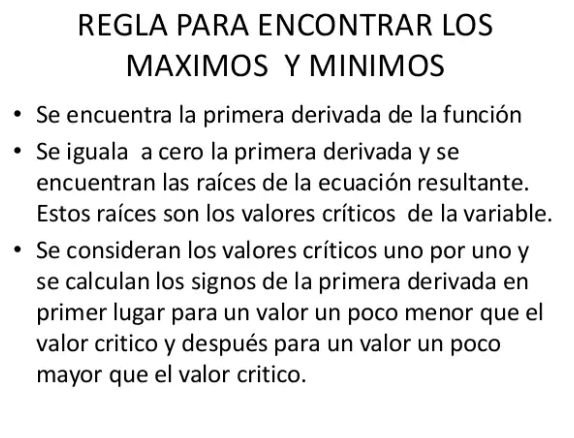 REGLA PARA ENCONTRAR LOS
MAXIMOS Y MINIMOS
• Se encuentra la primera derivada de la función
• Se iguala a cero la primera derivada y se
encuentran las raíces de la ecuación resultante.
Estos raíces son los valores críticos de la variable.
• Se consideran los valores críticos uno por uno y
se calculan los signos de la primera derivada en
primer lugar para un valor un poco menor que el
valor critico y después para un valor un poco
mayor que el valor critico.